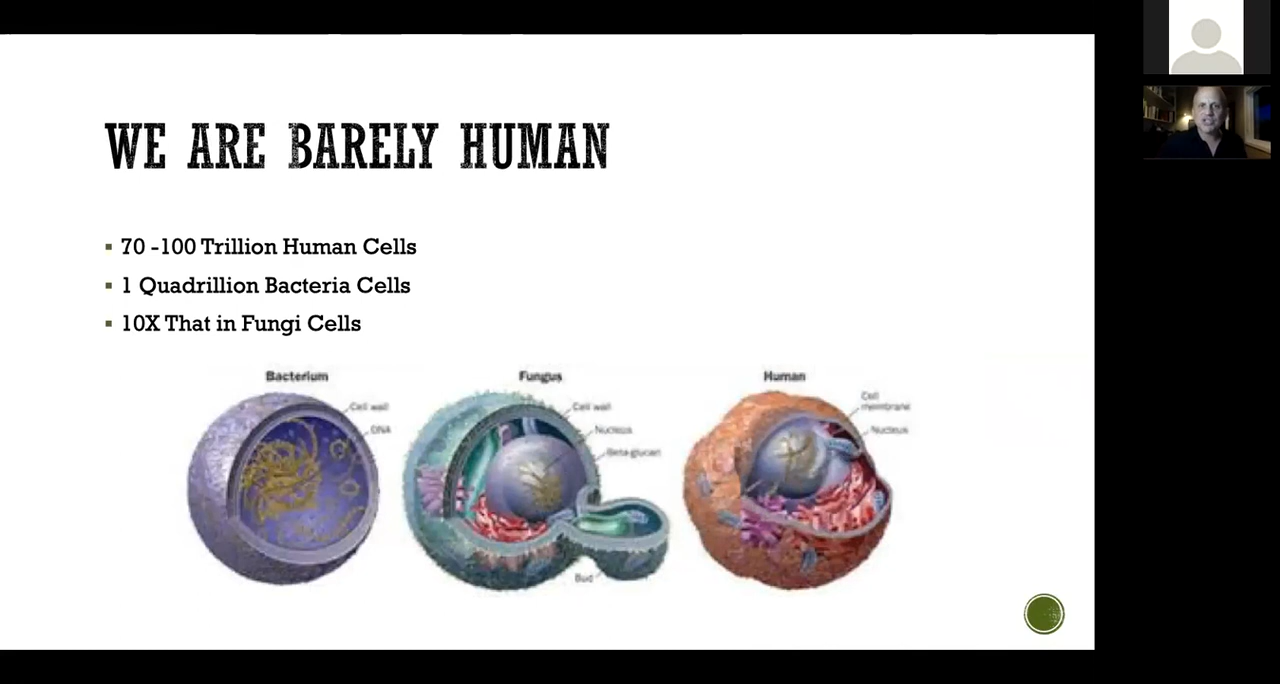 WE ARE BARELY HUMAN
70 -100 Trillion Human Cells
1 Quadrillion Bacteria Cells
10X That in Fungi Cells
Bacterium
Fungus
Human
Cell wall
DNA
Cell wall
Nucleus
Beta-glucan
Bud
Cell
membrane
Nucleus